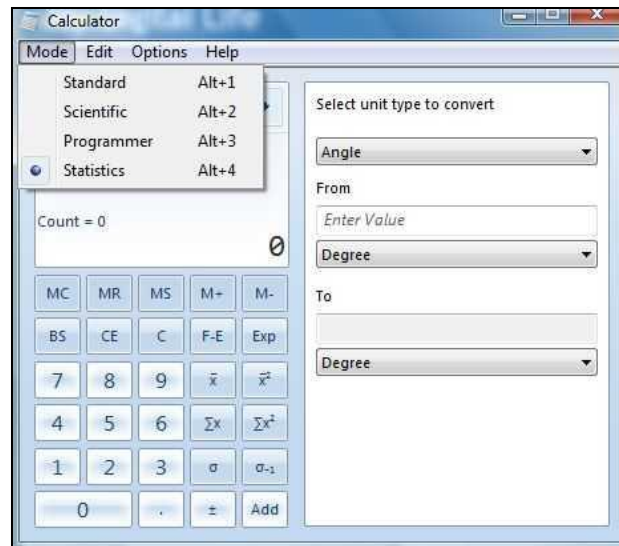 Calculator
Mode Edit Options Help
Standard Alt+1
Scientific Alt+2
Programmer Alt+3
Statistics Alt+4
Count = 0
0
MC MR MS M+ M-
BS CE C F-E Exp
7 8 9 x̄ x̄²
4 5 6 Σx Σx²
1 2 3 σ σ-1
0 . ± Add
Select unit type to convert
Angle
From
Enter Value
Degree
To
Degree